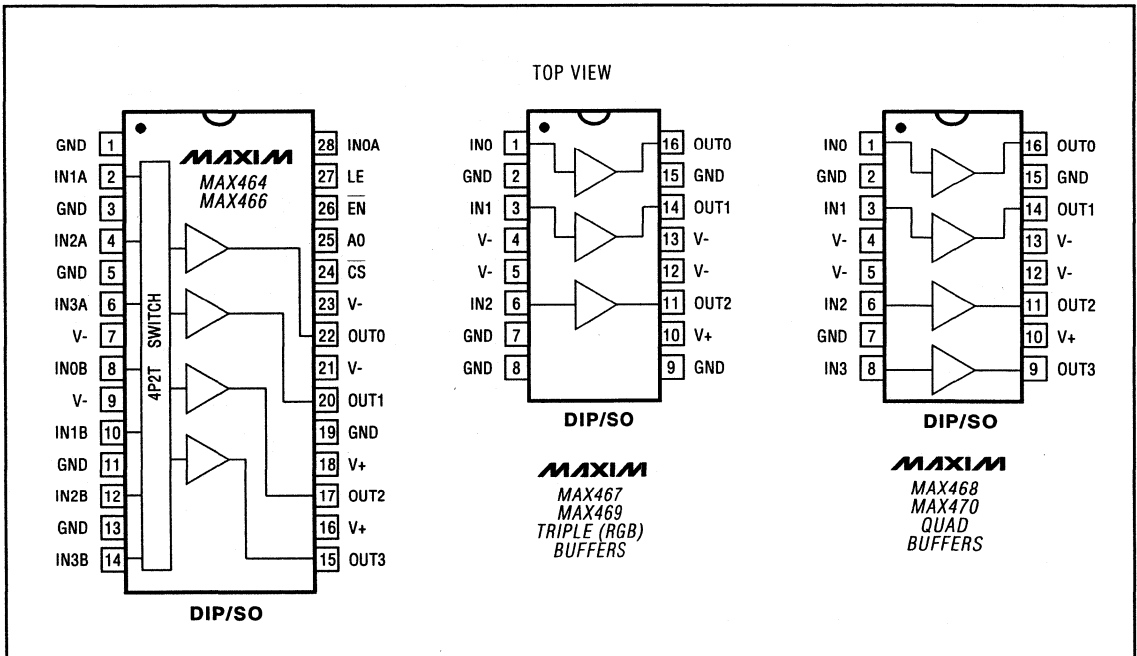 TOP VIEW
GND 1
IN1A 2
GND 3
IN2A 4
GND 5
IN3A 6
V- 7
IN0B 8
V- 9
IN1B 10
GND 11
IN2B 12
GND 13
IN3B 14
4P2T SWITCH
MAXIM
MAX464
MAX466
28 IN0A
27 LE
26 EN
25 A0
24 CS
23 V-
22 OUT0
21 V-
20 OUT1
19 GND
18 V+
17 OUT2
16 V+
15 OUT3
DIP/SO
IN0 1
GND 2
IN1 3
V- 4
V- 5
IN2 6
GND 7
GND 8
16 OUT0
15 GND
14 OUT1
13 V-
12 V-
11 OUT2
10 V+
9 GND
DIP/SO
MAXIM
MAX467
MAX469
TRIPLE (RGB)
BUFFERS
IN0 1
GND 2
IN1 3
V- 4
V- 5
IN2 6
GND 7
IN3 8
16 OUT0
15 GND
14 OUT1
13 V-
12 V-
11 OUT2
10 V+
9 OUT3
DIP/SO
MAXIM
MAX468
MAX470
QUAD
BUFFERS